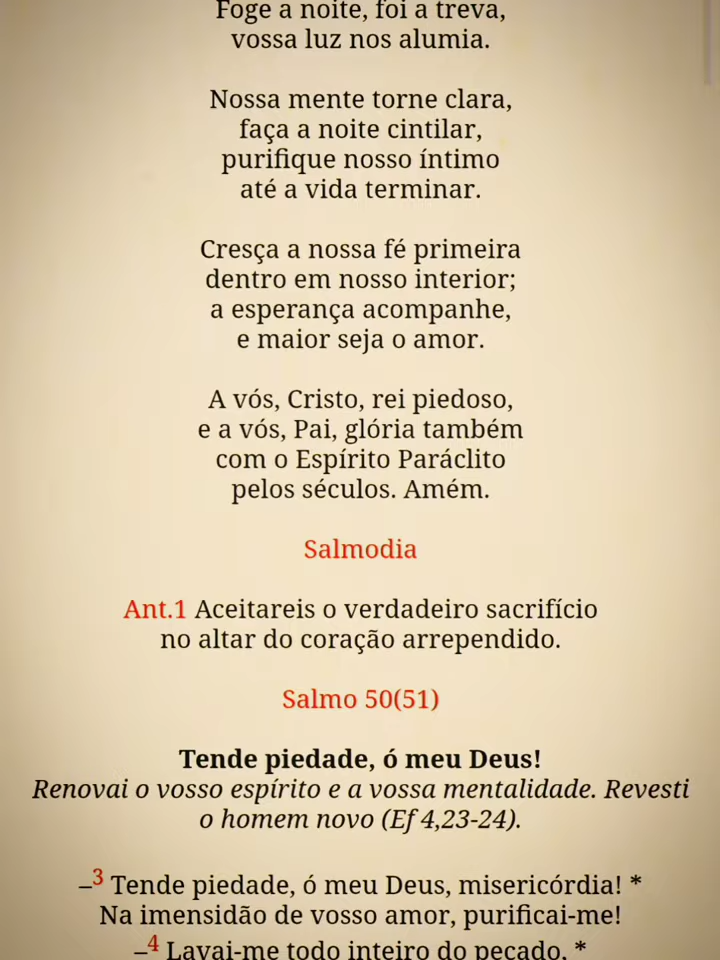 Foge a noite, foi a treva,
vossa luz nos alumia.
Nossa mente torne clara,
faça a noite cintilar,
purifique nosso íntimo
até a vida terminar.
Cresça a nossa fé primeira
dentro em nosso interior;
a esperança acompanhe,
e maior seja o amor.
A vós, Cristo, rei piedoso,
e a vós, Pai, glória também
com o Espírito Paráclito
pelos séculos. Amém.
Salmodia
Ant.1 Aceitareis o verdadeiro sacrifício
no altar do coração arrependido.
Salmo 50(51)
Tende piedade, ó meu Deus!
Renovai o vosso espírito e a vossa mentalidade. Revesti
o homem novo (Ef 4,23-24).
–3 Tende piedade, ó meu Deus, misericórdia! *
Na imensidão de vosso amor, purificai-me!
–4 Lavai-me todo inteiro do pecado, *